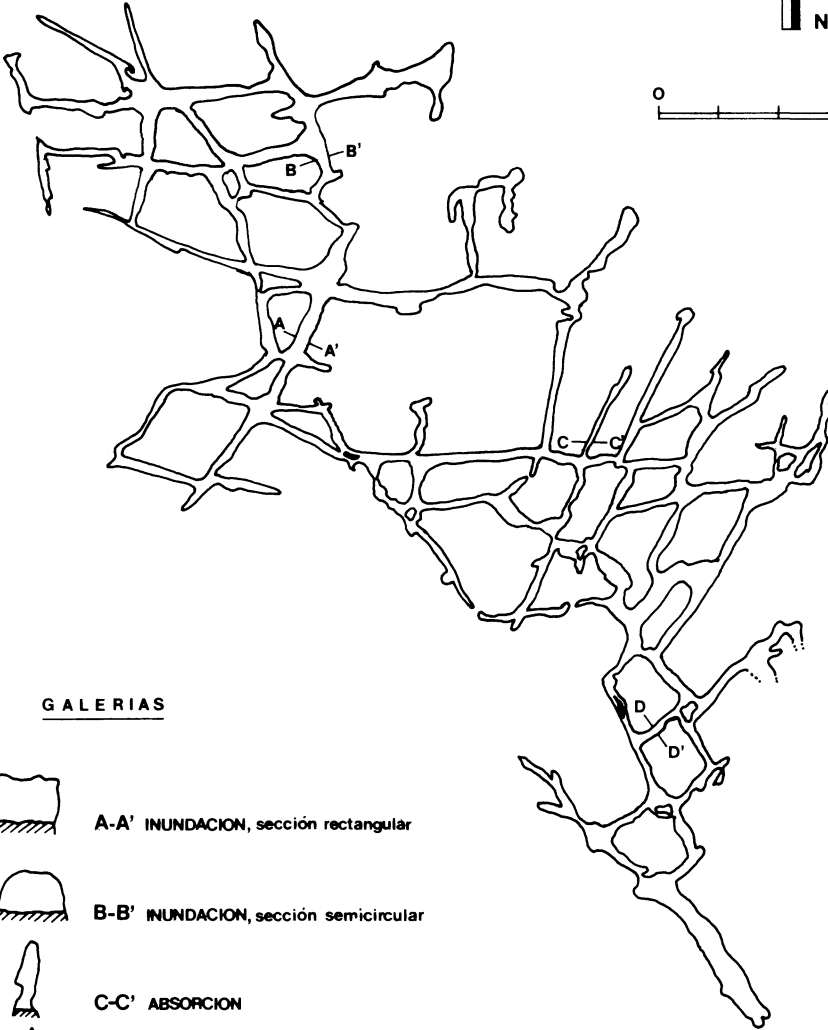 N
O
B B'
A
A'
C C'
GALERIAS
D
D'
A-A' INUNDACION, sección rectangular
B-B' INUNDACION, sección semicircular
C-C' ABSORCION